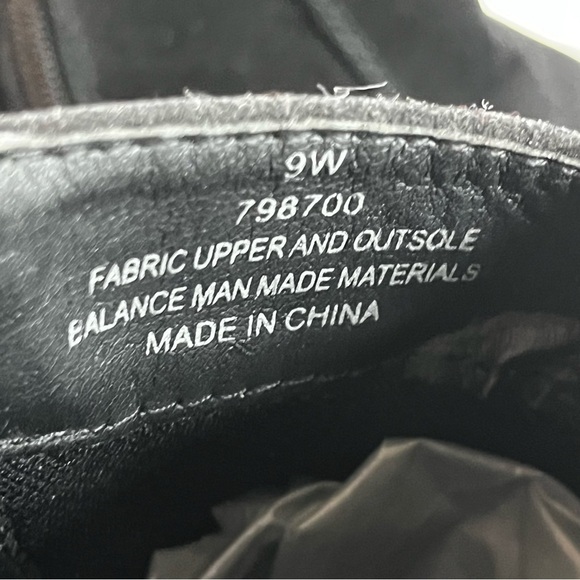 9W
798700
FABRIC UPPER AND OUTSOLE
BALANCE MAN MADE MATERIALS
MADE IN CHINA